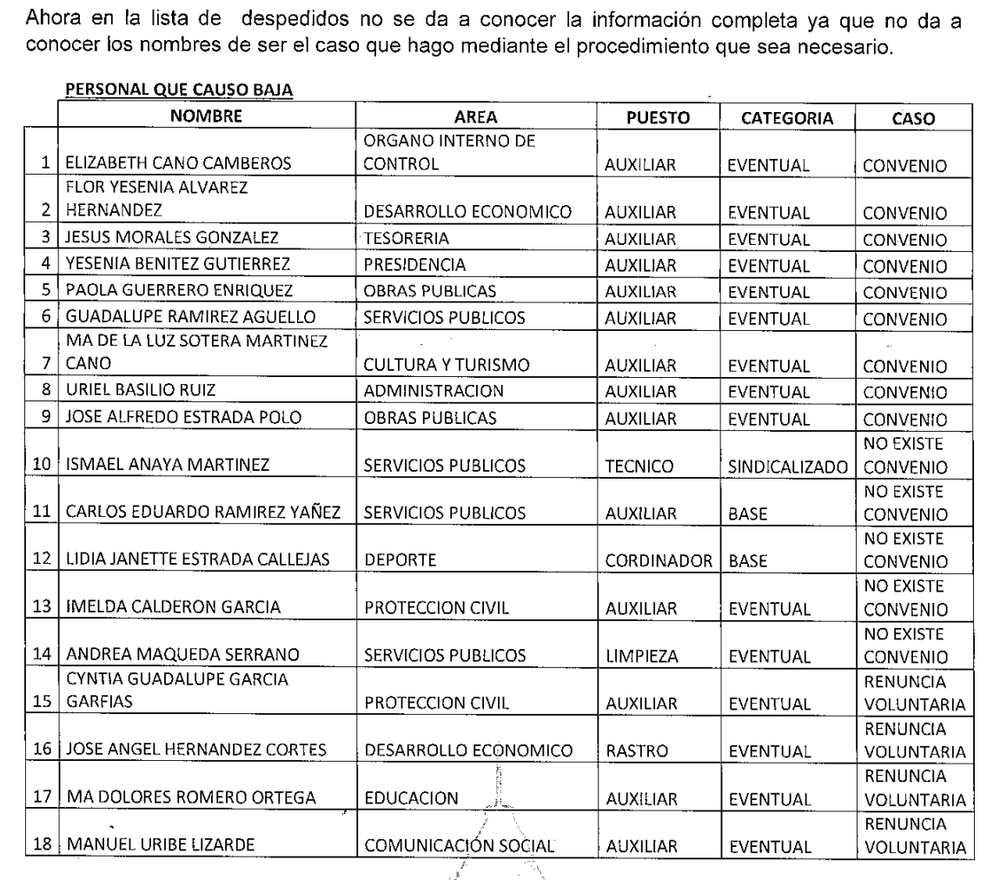 Ahora en la lista de despedidos no se da a conocer la información completa ya que no da a
conocer los nombres de ser el caso que hago mediante el procedimiento que sea necesario.
PERSONAL QUE CAUSO BAJA
NOMBRE AREA PUESTO CATEGORIA CASO
1 ELIZABETH CANO CAMBEROS ORGANO INTERNO DE CONTROL AUXILIAR EVENTUAL CONVENIO
2 FLOR YESENIA ALVAREZ HERNANDEZ DESARROLLO ECONOMICO AUXILIAR EVENTUAL CONVENIO
3 JESUS MORALES GONZALEZ TESORERIA AUXILIAR EVENTUAL CONVENIO
4 YESENIA BENITEZ GUTIERREZ PRESIDENCIA AUXILIAR EVENTUAL CONVENIO
5 PAOLA GUERRERO ENRIQUEZ OBRAS PUBLICAS AUXILIAR EVENTUAL CONVENIO
6 GUADALUPE RAMIREZ AGUELLO SERVICIOS PUBLICOS AUXILIAR EVENTUAL CONVENIO
7 MA DE LA LUZ SOTERA MARTINEZ CANO CULTURA Y TURISMO AUXILIAR EVENTUAL CONVENIO
8 URIEL BASILIO RUIZ ADMINISTRACION AUXILIAR EVENTUAL CONVENIO
9 JOSE ALFREDO ESTRADA POLO OBRAS PUBLICAS AUXILIAR EVENTUAL CONVENIO
10 ISMAEL ANAYA MARTINEZ SERVICIOS PUBLICOS TECNICO SINDICALIZADO NO EXISTE CONVENIO
11 CARLOS EDUARDO RAMIREZ YAÑEZ SERVICIOS PUBLICOS AUXILIAR BASE NO EXISTE CONVENIO
12 LIDIA JANETTE ESTRADA CALLEJAS DEPORTE CORDINADOR BASE NO EXISTE CONVENIO
13 IMELDA CALDERON GARCIA PROTECCION CIVIL AUXILIAR EVENTUAL NO EXISTE CONVENIO
14 ANDREA MAQUEDA SERRANO SERVICIOS PUBLICOS LIMPIEZA EVENTUAL NO EXISTE CONVENIO
15 CYNTIA GUADALUPE GARCIA GARFIAS PROTECCION CIVIL AUXILIAR EVENTUAL RENUNCIA VOLUNTARIA
16 JOSE ANGEL HERNANDEZ CORTES DESARROLLO ECONOMICO RASTRO EVENTUAL RENUNCIA VOLUNTARIA
17 MA DOLORES ROMERO ORTEGA EDUCACION AUXILIAR EVENTUAL RENUNCIA VOLUNTARIA
18 MANUEL URIBE LIZARDE COMUNICACIÓN SOCIAL AUXILIAR EVENTUAL RENUNCIA VOLUNTARIA